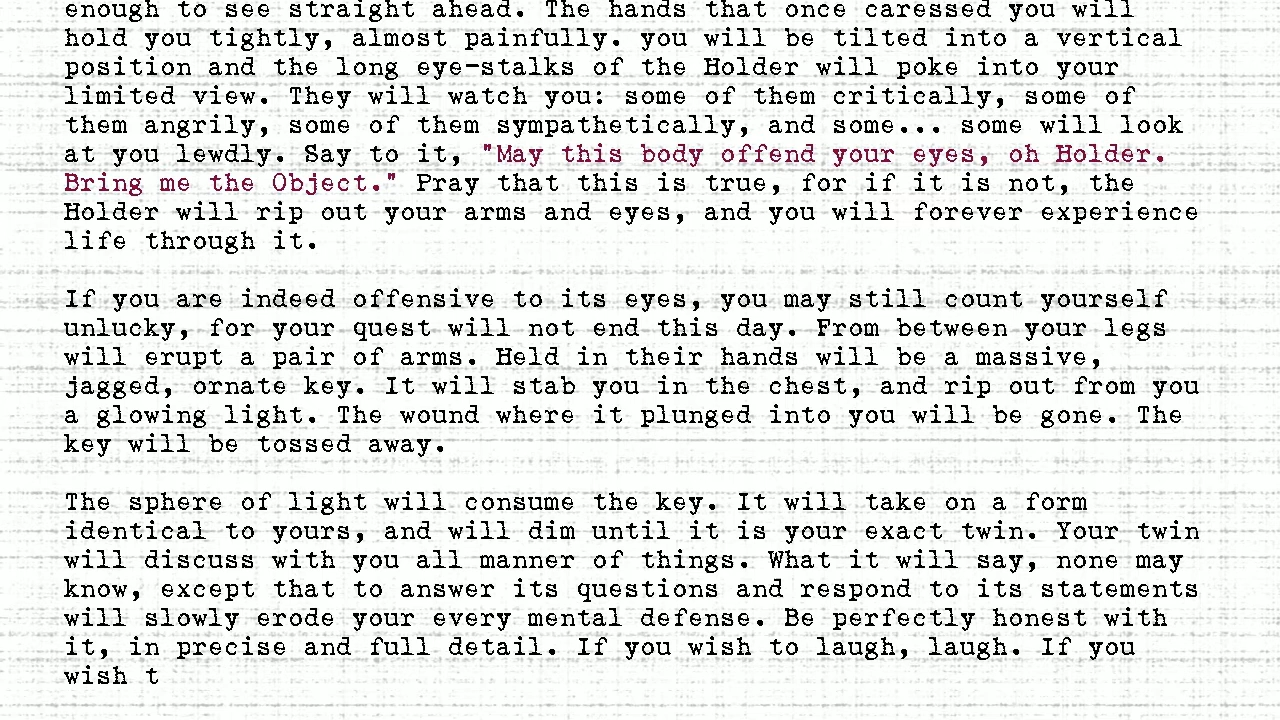 enough to see straight ahead. The hands that once caressed you will
hold you tightly, almost painfully. you will be tilted into a vertical
position and the long eye-stalks of the Holder will poke into your
limited view. They will watch you: some of them critically, some of
them angrily, some of them sympathetically, and some... some will look
at you lewdly. Say to it, "May this body offend your eyes, oh Holder.
Bring me the Object." Pray that this is true, for if it is not, the
Holder will rip out your arms and eyes, and you will forever experience
life through it.
If you are indeed offensive to its eyes, you may still count yourself
unlucky, for your quest will not end this day. From between your legs
will erupt a pair of arms. Held in their hands will be a massive,
jagged, ornate key. It will stab you in the chest, and rip out from you
a glowing light. The wound where it plunged into you will be gone. The
key will be tossed away.
The sphere of light will consume the key. It will take on a form
identical to yours, and will dim until it is your exact twin. Your twin
will discuss with you all manner of things. What it will say, none may
know, except that to answer its questions and respond to its statements
will slowly erode your every mental defense. Be perfectly honest with
it, in precise and full detail. If you wish to laugh, laugh. If you
wish t